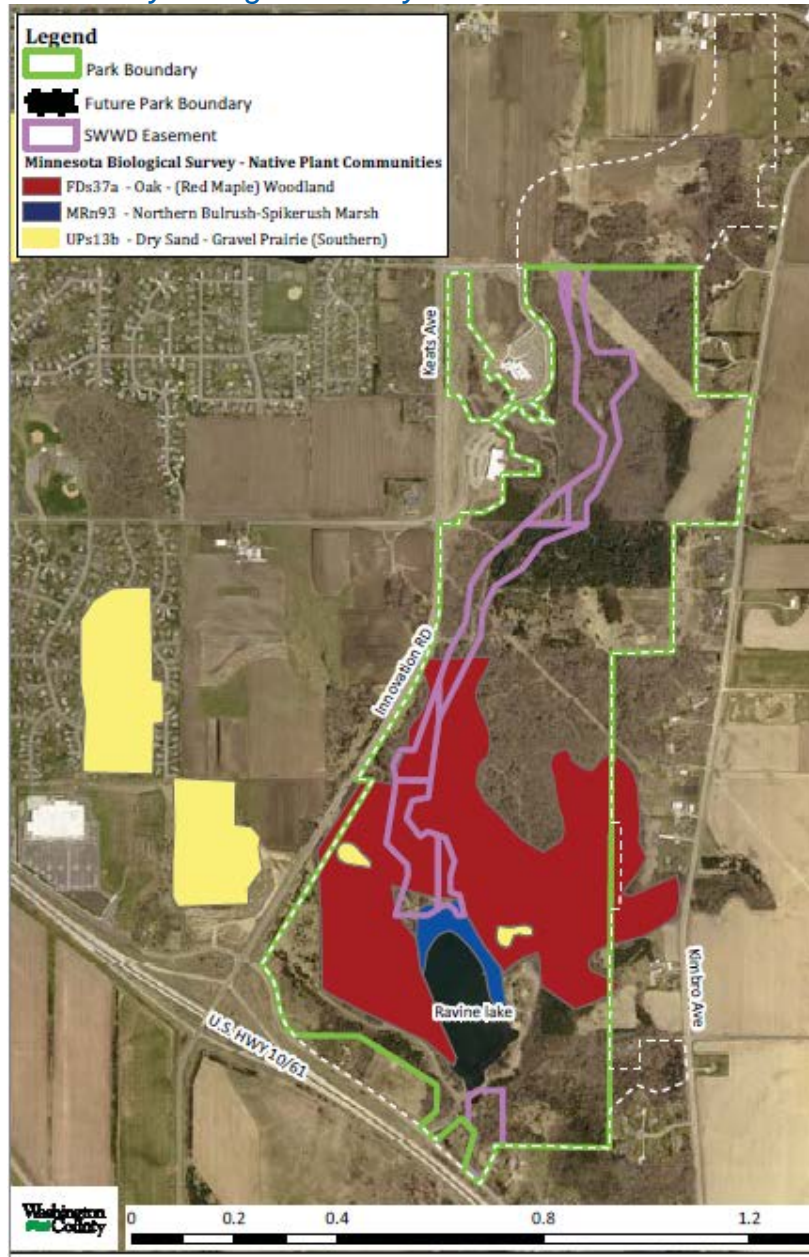 Legend
Park Boundary
Future Park Boundary
SWWD Easement
Minnesota Biological Survey - Native Plant Communities
FDs37a - Oak - (Red Maple) Woodland
MRn93 - Northern Bulrush-Spikerush Marsh
UPs13b - Dry Sand - Gravel Prairie (Southern)
Keats Ave
Innovation RD
Ravine lake
Kimbro Ave
U.S. HWY 10/61
Washington
County
0 0.2 0.4 0.8 1.2